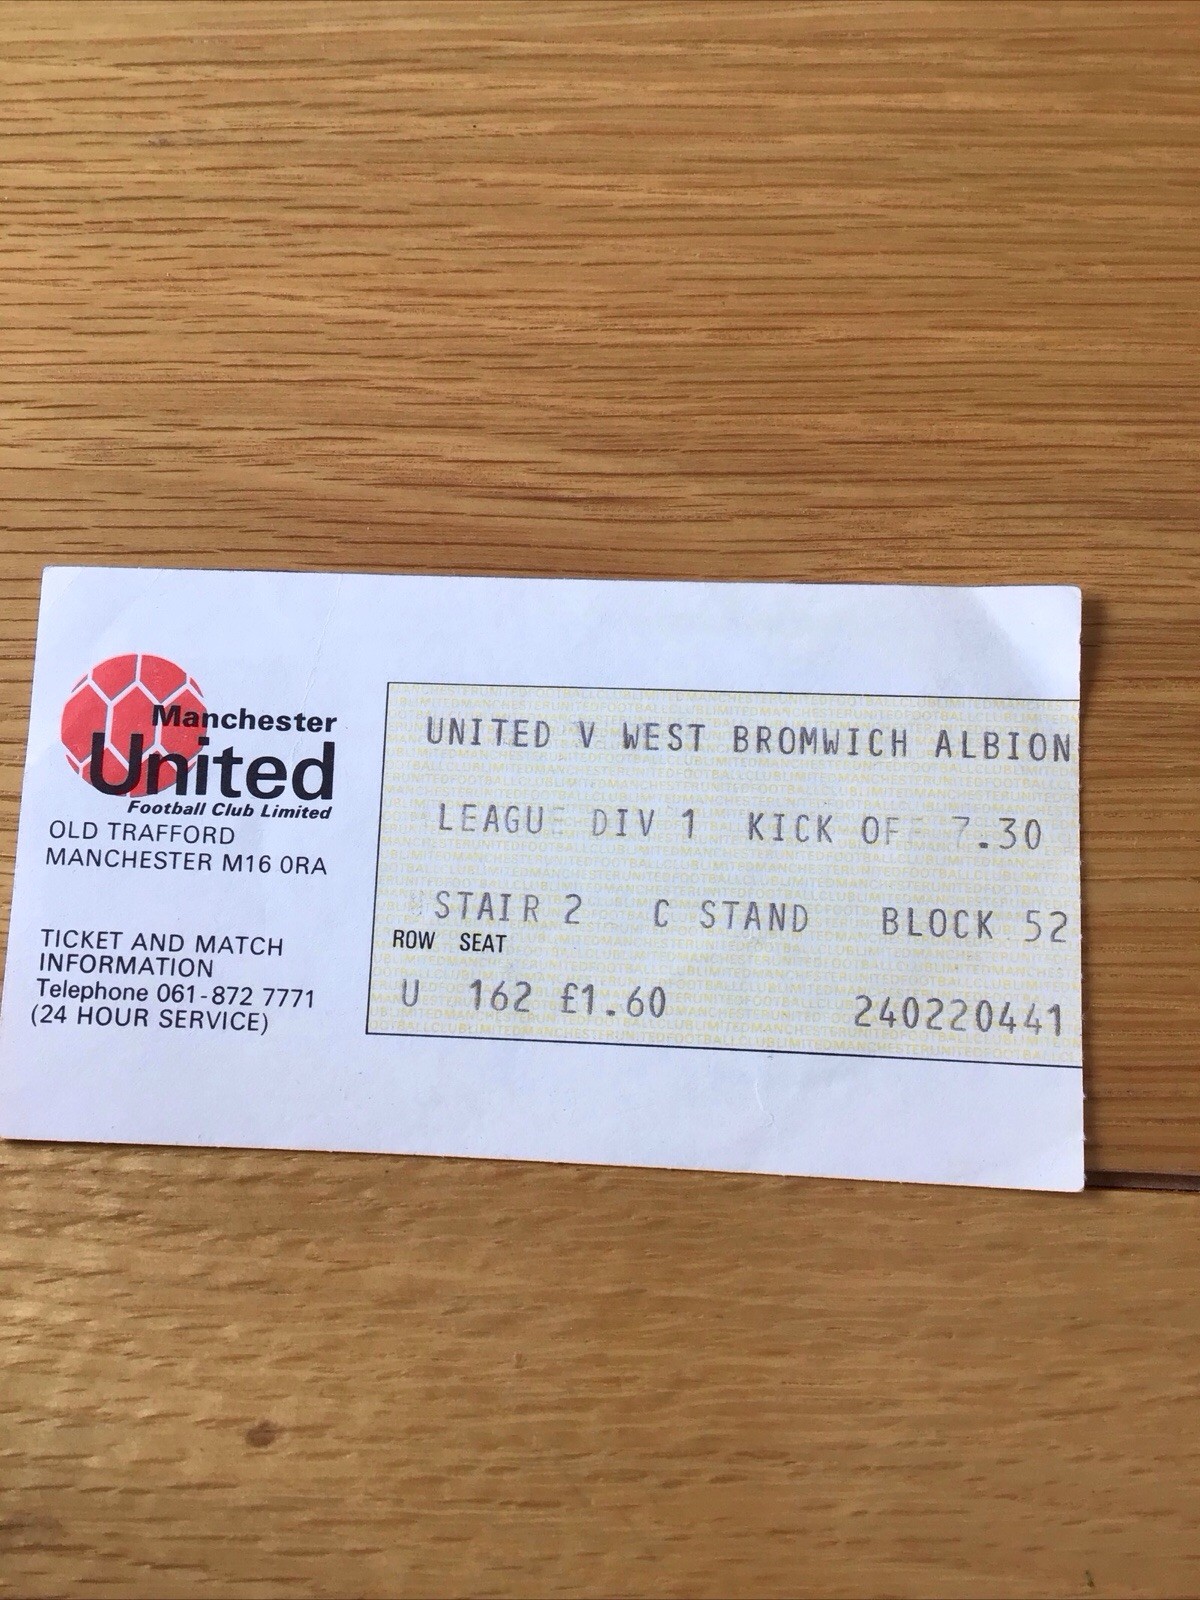 Manchester
United
Football Club Limited
OLD TRAFFORD
MANCHESTER M16 0RA
TICKET AND MATCH
INFORMATION
Telephone 061-872 7771
(24 HOUR SERVICE)
UNITED V WEST BROMWICH ALBION
LEAGUE DIV 1 KICK OF 7.30
STAIR 2 C STAND BLOCK 52
ROW SEAT
U 162 £1.60 240220441